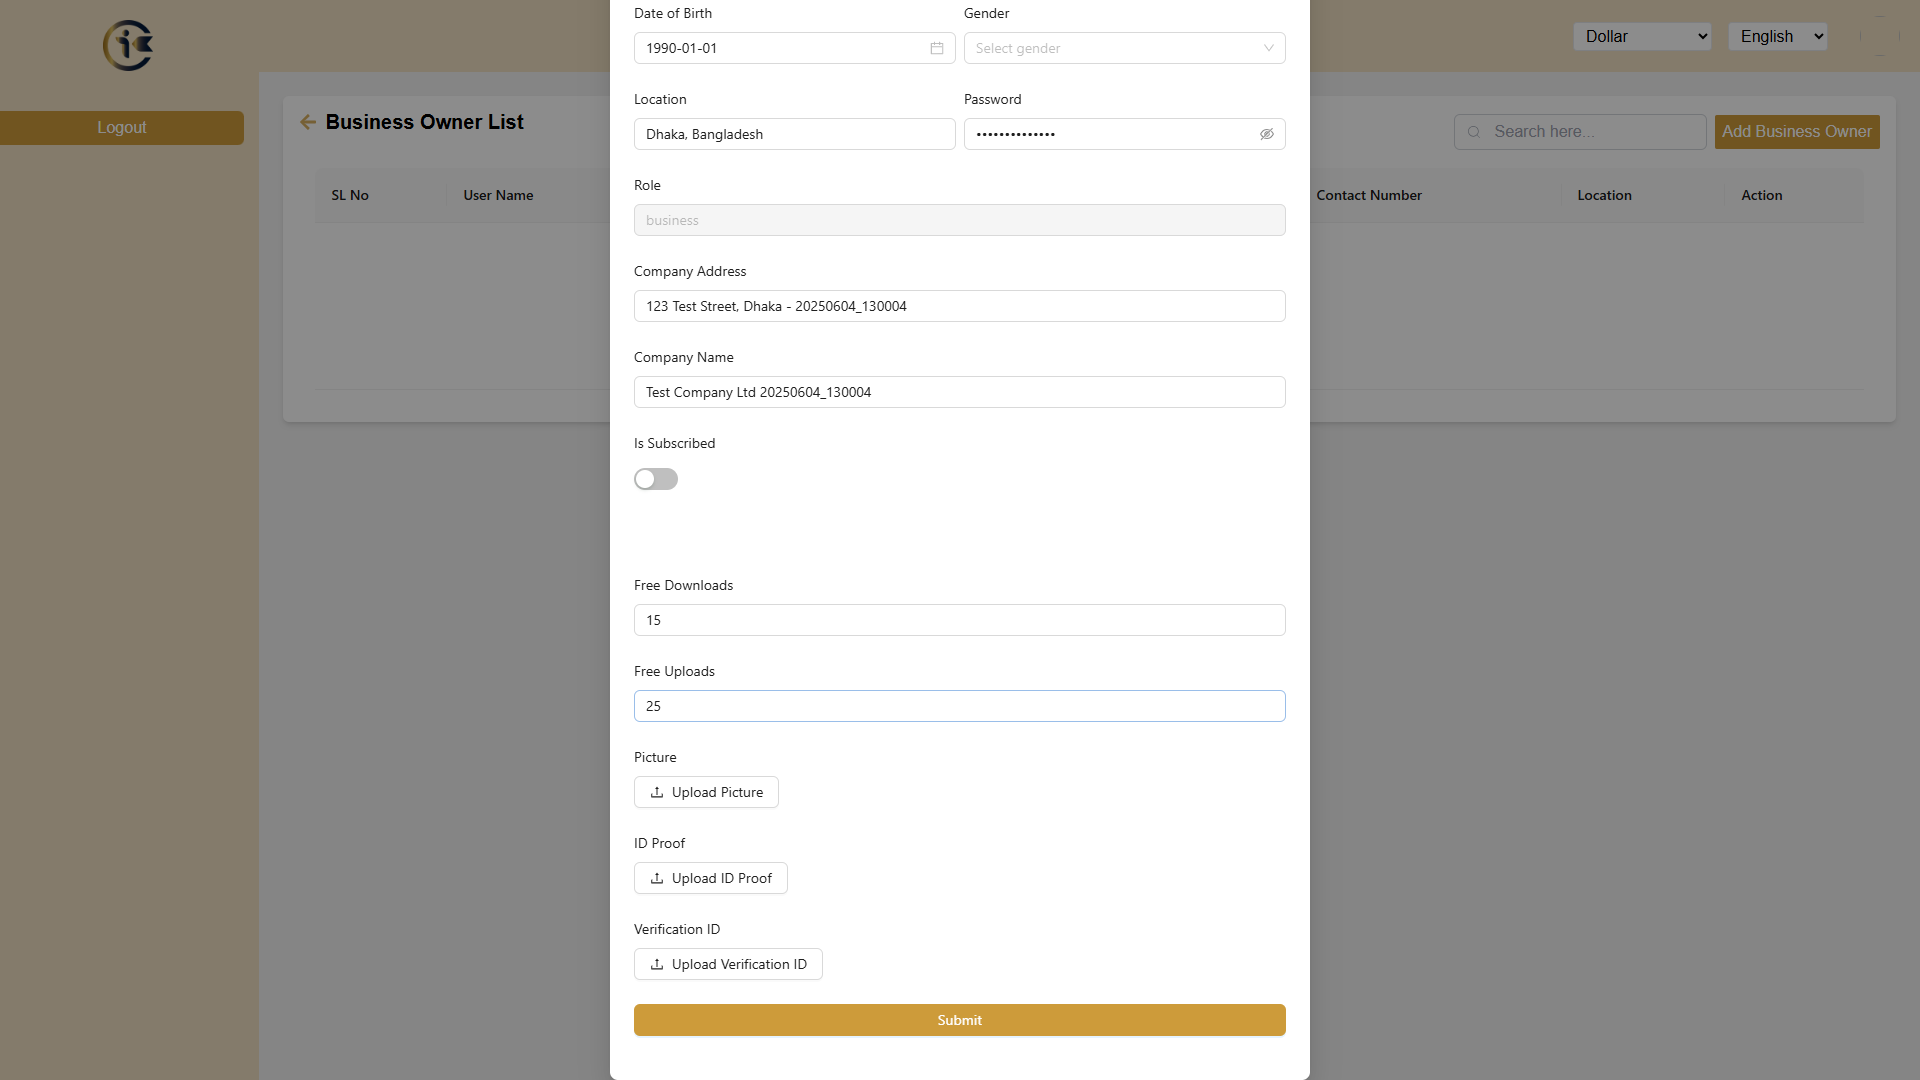 Dollar
English
Logout
Business Owner List
Search here...
Add Business Owner
SL No
User Name
Contact Number
Location
Action
Date of Birth
Gender
1990-01-01
Select gender
Location
Password
Dhaka, Bangladesh
••••••••••••••
Role
business
Company Address
123 Test Street, Dhaka - 20250604_130004
Company Name
Test Company Ltd 20250604_130004
Is Subscribed
Free Downloads
15
Free Uploads
25
Picture
Upload Picture
ID Proof
Upload ID Proof
Verification ID
Upload Verification ID
Submit